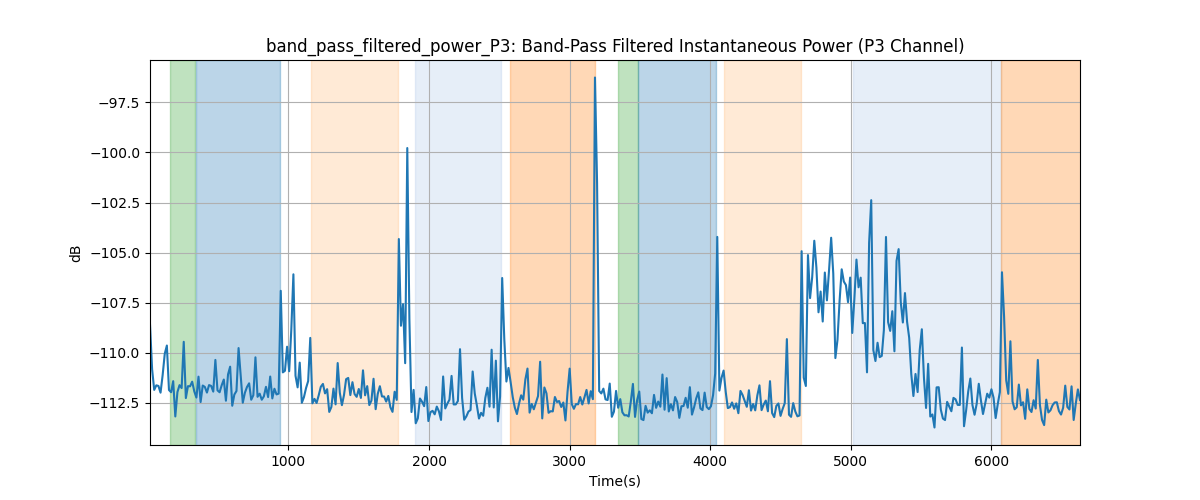 band_pass_filtered_power_P3: Band-Pass Filtered Instantaneous Power (P3 Channel)
dB
−97.5
−100.0
−102.5
−105.0
−107.5
−110.0
−112.5
1000 2000 3000 4000 5000 6000
Time(s)